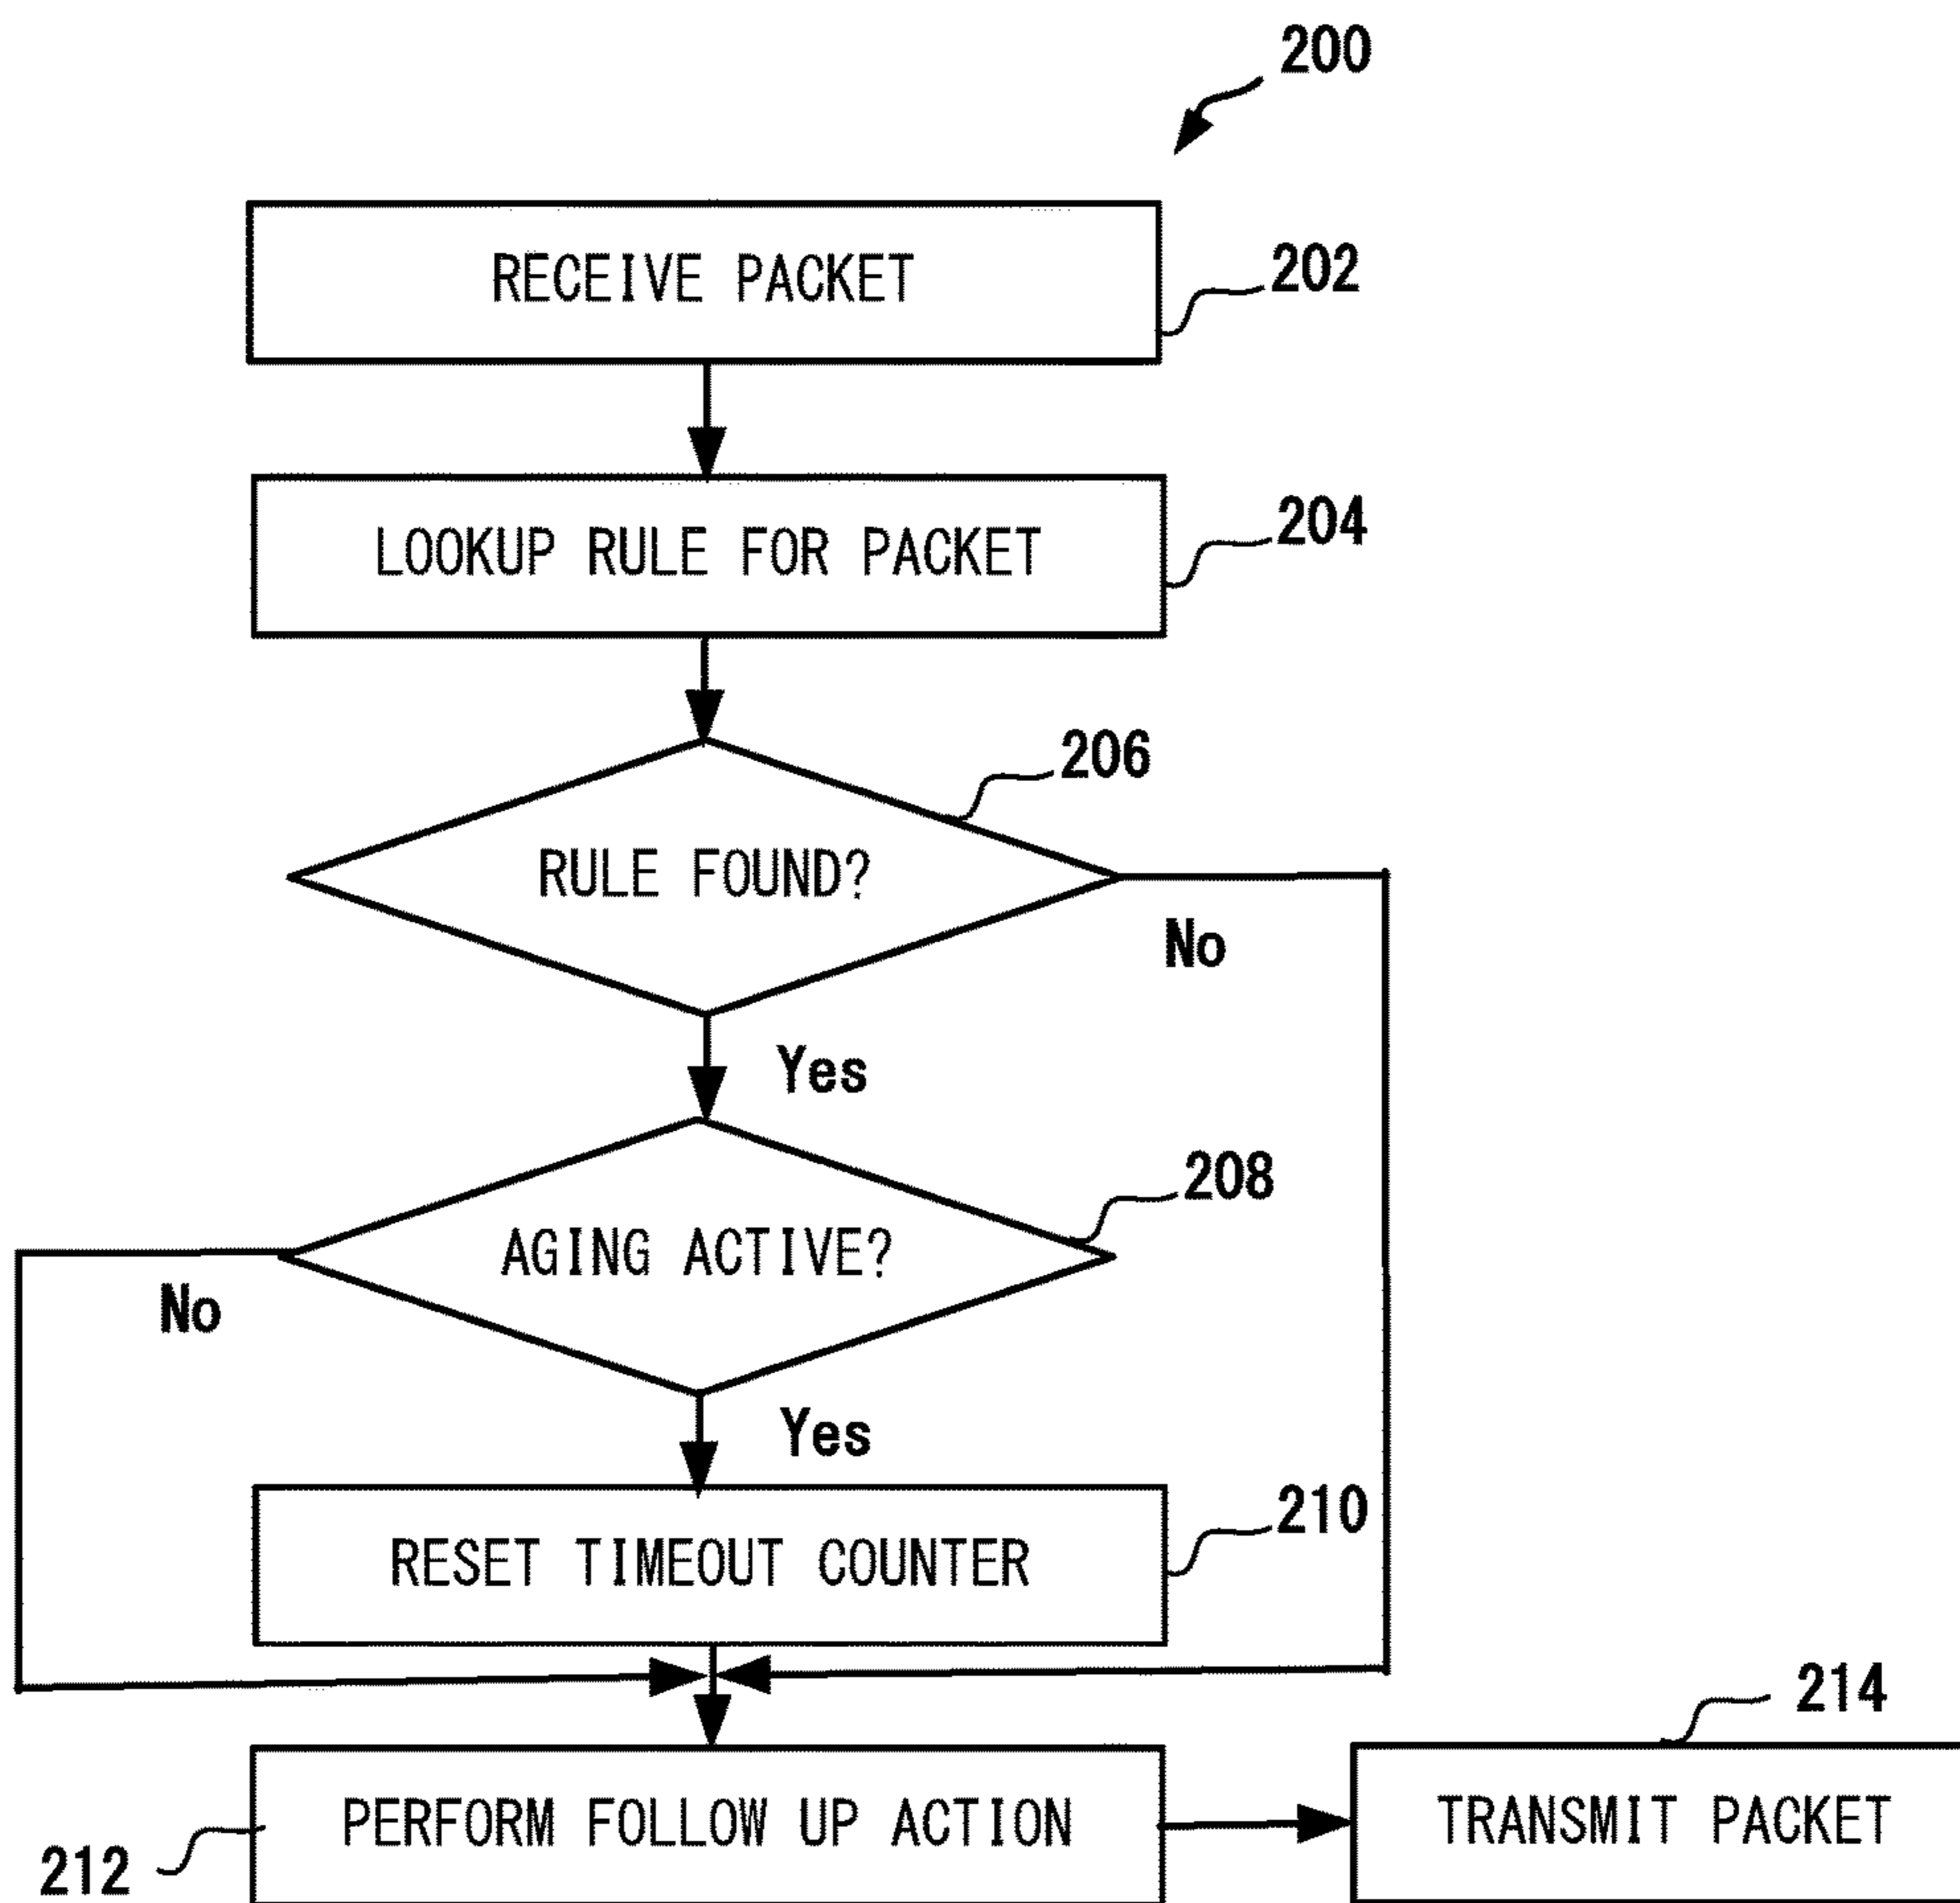 200
RECEIVE PACKET
202
LOOKUP RULE FOR PACKET
204
206
RULE FOUND?
No
Yes
208
AGING ACTIVE?
No
Yes
210
RESET TIMEOUT COUNTER
214
PERFORM FOLLOW UP ACTION
TRANSMIT PACKET
212